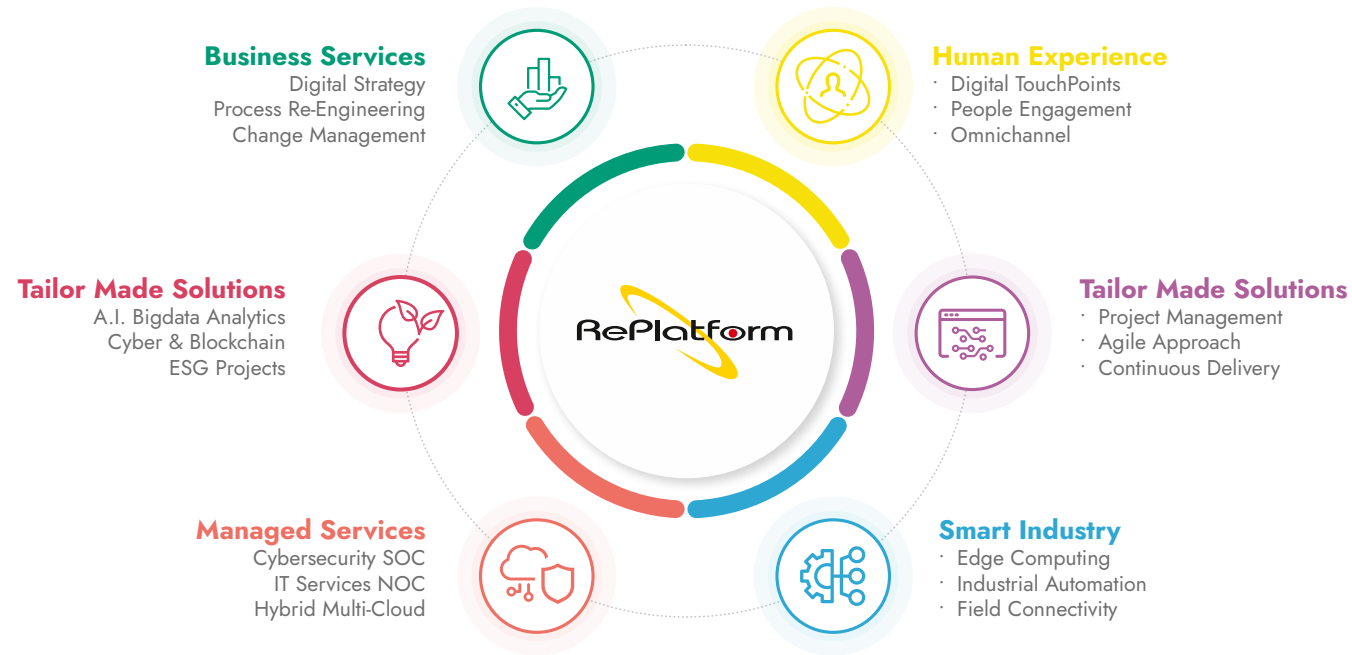 Business Services
Digital Strategy
Process Re-Engineering
Change Management
Human Experience
· Digital TouchPoints
· People Engagement
· Omnichannel
Tailor Made Solutions
A.I. Bigdata Analytics
Cyber & Blockchain
ESG Projects
RePlatform
Tailor Made Solutions
· Project Management
· Agile Approach
· Continuous Delivery
Managed Services
Cybersecurity SOC
IT Services NOC
Hybrid Multi-Cloud
Smart Industry
· Edge Computing
· Industrial Automation
· Field Connectivity